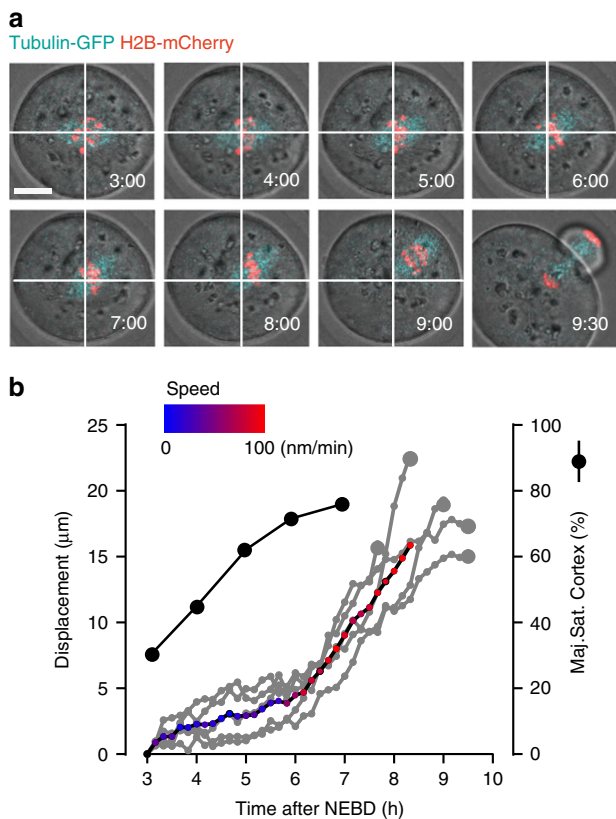 a
Tubulin-GFP H2B-mCherry
3:00 4:00 5:00 6:00
7:00 8:00 9:00 9:30
b
Speed
0 100 (nm/min)
25
20
15
10
5
0
Displacement (μm)
100
80
60
40
20
0
Maj.Sat. Cortex (%)
3 4 5 6 7 8 9 10
Time after NEBD (h)